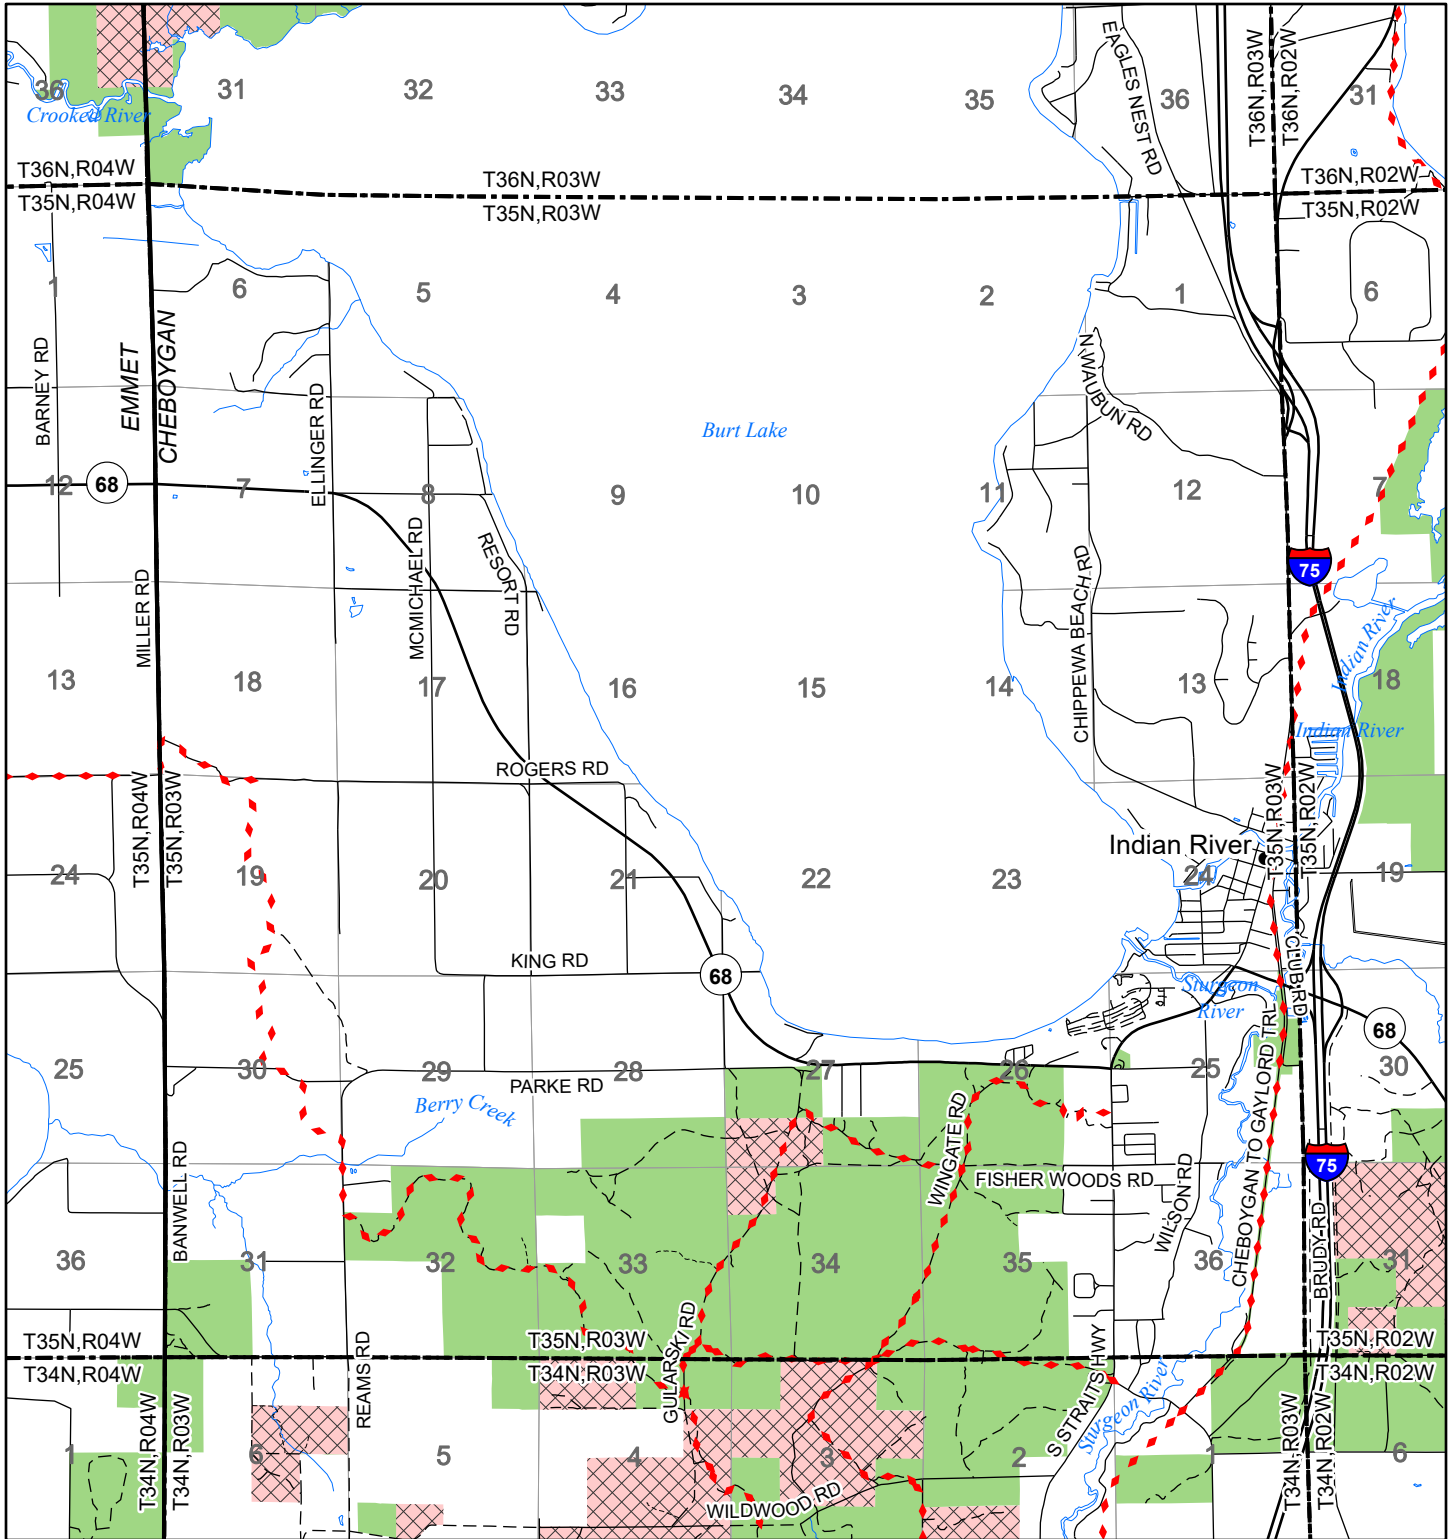 36
31
32
33
34
35
36
31
Crooked River
EAGLES NEST RD
T36N,R03W
T36N,R02W
T36N,R04W
T35N,R04W
T36N,R03W
T35N,R03W
T36N,R02W
T35N,R02W
1
6
5
4
3
2
1
6
BARNEY RD
EMMET
CHEBOYGAN
ELLINGER RD
N WAUBUN RD
Burt Lake
12
68
7
8
9
10
11
12
7
MILLER RD
MCMICHAEL RD
RESORT RD
CHIPPEWA BEACH RD
75
Indian River
13
18
17
16
15
14
13
18
Indian River
ROGERS RD
T35N,R04W
T35N,R03W
T35N,R03W
T35N,R02W
Indian River
24
19
20
21
22
23
24
19
KING RD
68
CLUB RD
Sturgeon
River
68
25
30
29
28
27
26
25
30
PARKE RD
Berry Creek
WINGATE RD
CHEBOYGAN TO GAYLORD TRL
BANWELL RD
FISHER WOODS RD
WILSON RD
75
BRUDY RD
36
31
32
33
34
35
36
31
T35N,R04W
T34N,R04W
REAMS RD
T35N,R03W
T34N,R03W
GULARSKI RD
S STRAITS HWY
Sturgeon River
T35N,R02W
T34N,R02W
T34N,R04W
T34N,R03W
T34N,R03W
T34N,R02W
1
6
5
4
3
2
1
6
WILDWOOD RD